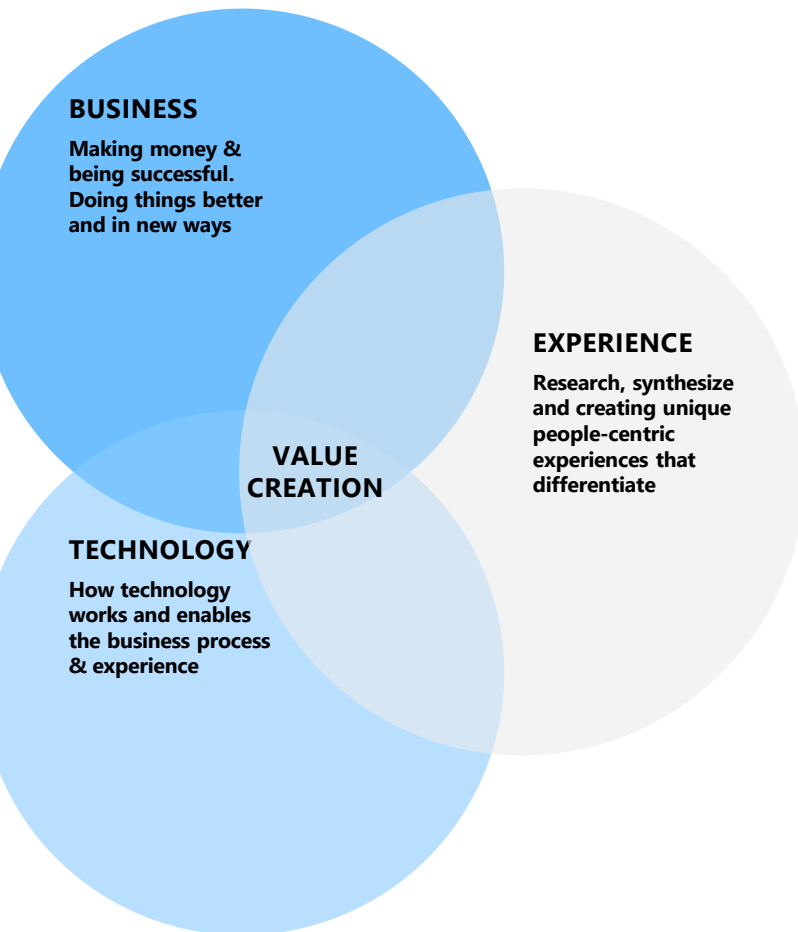 BUSINESS
Making money &
being successful.
Doing things better
and in new ways
EXPERIENCE
Research, synthesize
and creating unique
people-centric
experiences that
differentiate
VALUE
CREATION
TECHNOLOGY
How technology
works and enables
the business process
& experience